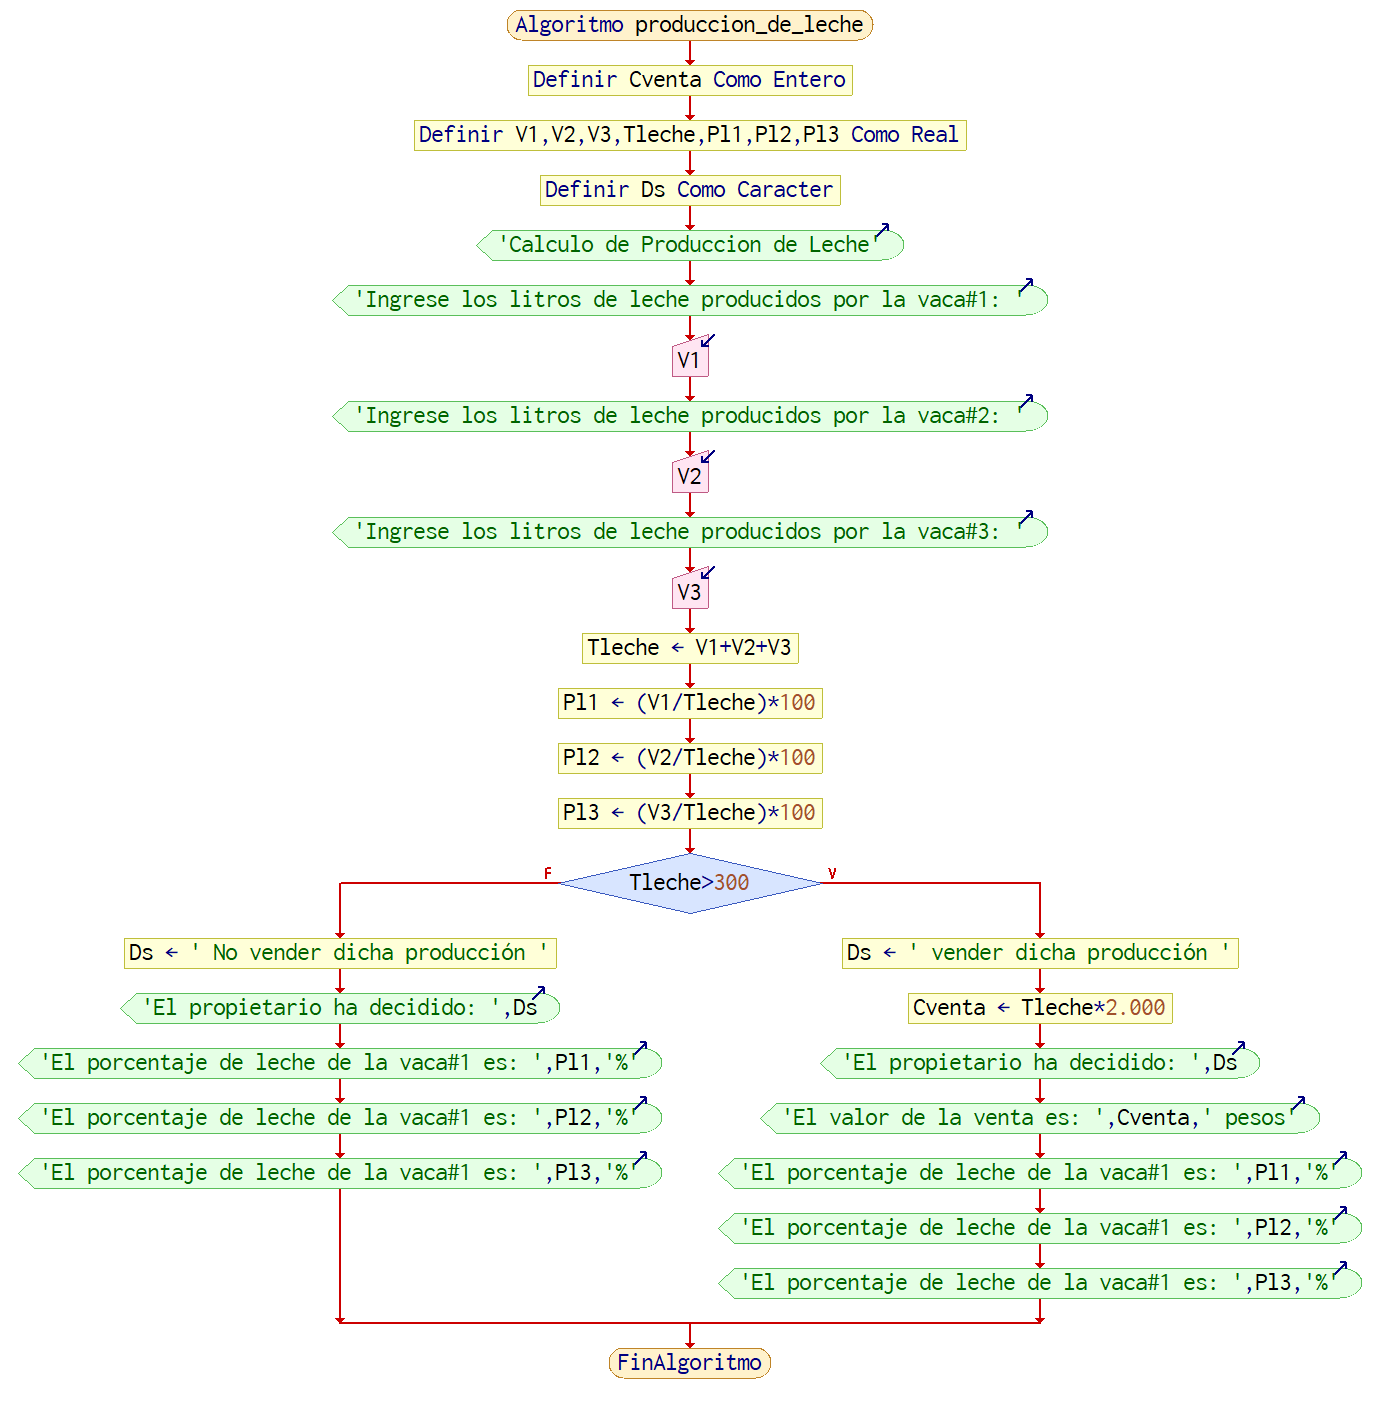 Algoritmo produccion_de_leche
Definir Cventa Como Entero
Definir V1,V2,V3,Tleche,Pl1,Pl2,Pl3 Como Real
Definir Ds Como Caracter
'Calculo de Produccion de Leche'
'Ingrese los litros de leche producidos por la vaca#1: '
V1
'Ingrese los litros de leche producidos por la vaca#2: '
V2
'Ingrese los litros de leche producidos por la vaca#3: '
V3
Tleche ← V1+V2+V3
Pl1 ← (V1/Tleche)*100
Pl2 ← (V2/Tleche)*100
Pl3 ← (V3/Tleche)*100
Tleche>300
F
Ds ← ' No vender dicha producción '
'El propietario ha decidido: ',Ds
'El porcentaje de leche de la vaca#1 es: ',Pl1,'%'
'El porcentaje de leche de la vaca#1 es: ',Pl2,'%'
'El porcentaje de leche de la vaca#1 es: ',Pl3,'%'
V
Ds ← ' vender dicha producción '
Cventa ← Tleche*2.000
'El propietario ha decidido: ',Ds
'El valor de la venta es: ',Cventa,' pesos'
'El porcentaje de leche de la vaca#1 es: ',Pl1,'%'
'El porcentaje de leche de la vaca#1 es: ',Pl2,'%'
'El porcentaje de leche de la vaca#1 es: ',Pl3,'%'
FinAlgoritmo